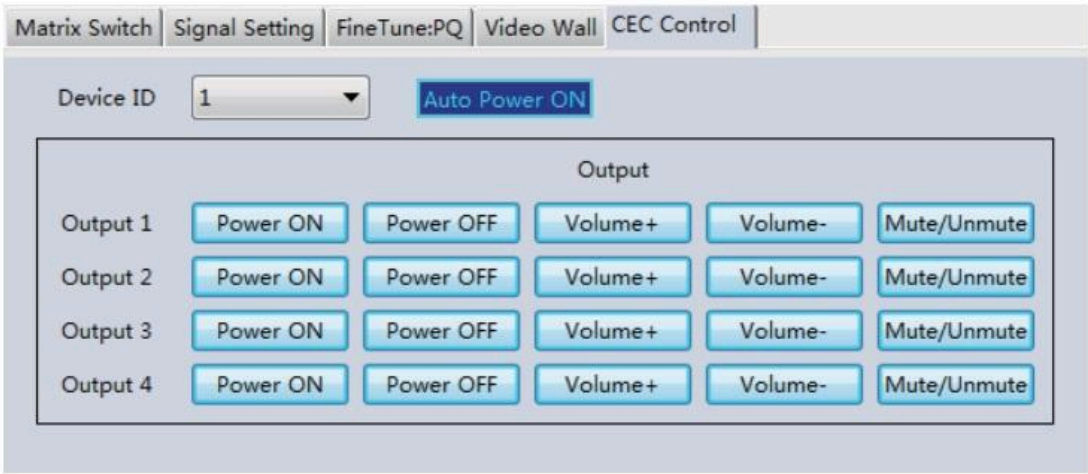 Matrix Switch Signal Setting FineTune:PQ Video Wall CEC Control
Device ID 1 Auto Power ON
Output
Output 1 Power ON Power OFF Volume+ Volume- Mute/Unmute
Output 2 Power ON Power OFF Volume+ Volume- Mute/Unmute
Output 3 Power ON Power OFF Volume+ Volume- Mute/Unmute
Output 4 Power ON Power OFF Volume+ Volume- Mute/Unmute